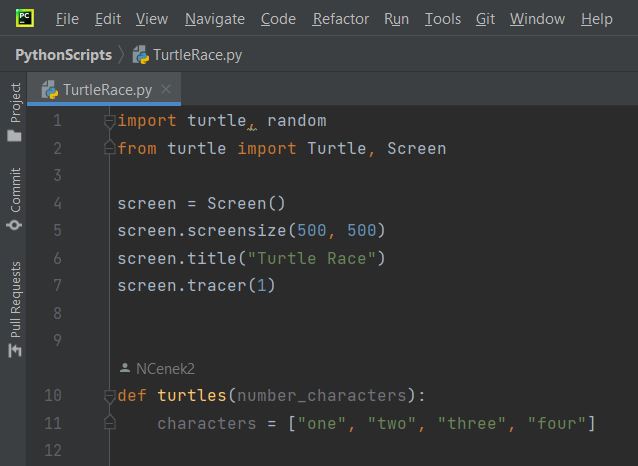 PC
File Edit View Navigate Code Refactor Run Tools Git Window Help
PythonScripts TurtleRace.py
TurtleRace.py
Project
Commit
Pull Requests
1 import turtle, random
2 from turtle import Turtle, Screen
3
4 screen = Screen()
5 screen.screensize(500, 500)
6 screen.title("Turtle Race")
7 screen.tracer(1)
8
9
NCenek2
10 def turtles(number_characters):
11     characters = ["one", "two", "three", "four"]
12